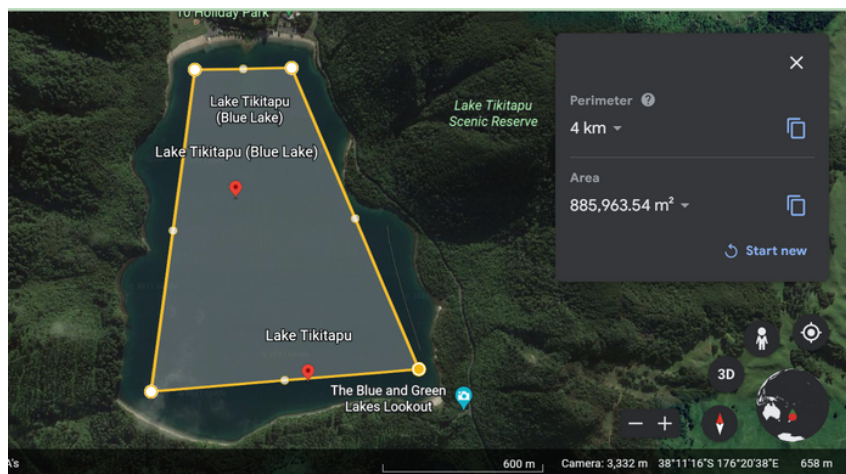 10 Holiday Park
Lake Tikitapu
(Blue Lake)
Lake Tikitapu (Blue Lake)
Lake Tikitapu
Scenic Reserve
Lake Tikitapu
The Blue and Green
Lakes Lookout
Perimeter ?
4 km
Area
885,963.54 m²
Start new
3D
A's
600 m
Camera: 3,332 m 38°11'16"S 176°20'38"E 658 m